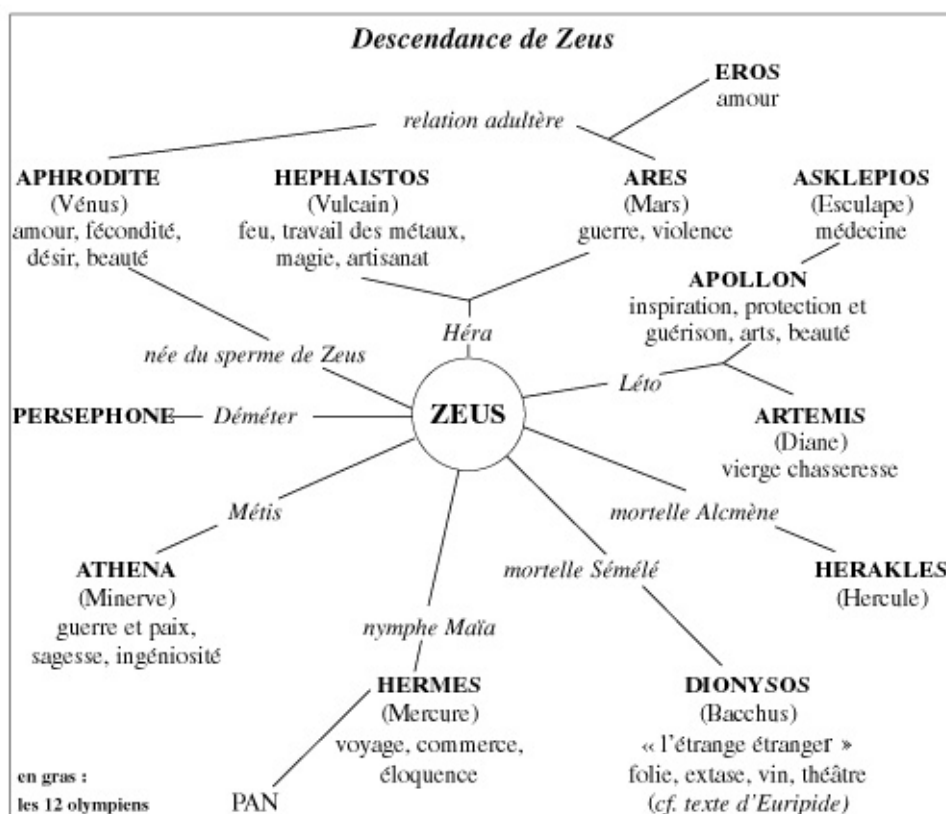 Descendance de Zeus
EROS
amour
relation adultère
APHRODITE
(Vénus)
amour, fécondité,
désir, beauté
HEPHAISTOS
(Vulcain)
feu, travail des métaux,
magie, artisanat
ARES
(Mars)
guerre, violence
ASKLEPIOS
(Esculape)
médecine
APOLLON
inspiration, protection et
guérison, arts, beauté
Héra
née du sperme de Zeus
Léto
PERSEPHONE
Déméter
ZEUS
ARTEMIS
(Diane)
vierge chasseresse
Métis
mortelle Alcmène
ATHENA
(Minerve)
guerre et paix,
sagesse, ingéniosité
mortelle Sémélé
HERAKLES
(Hercule)
nymphe Maïa
HERMES
(Mercure)
voyage, commerce,
éloquence
DIONYSOS
(Bacchus)
« l'étrange étranger »
folie, extase, vin, théâtre
(cf. texte d'Euripide)
en gras :
les 12 olympiens
PAN